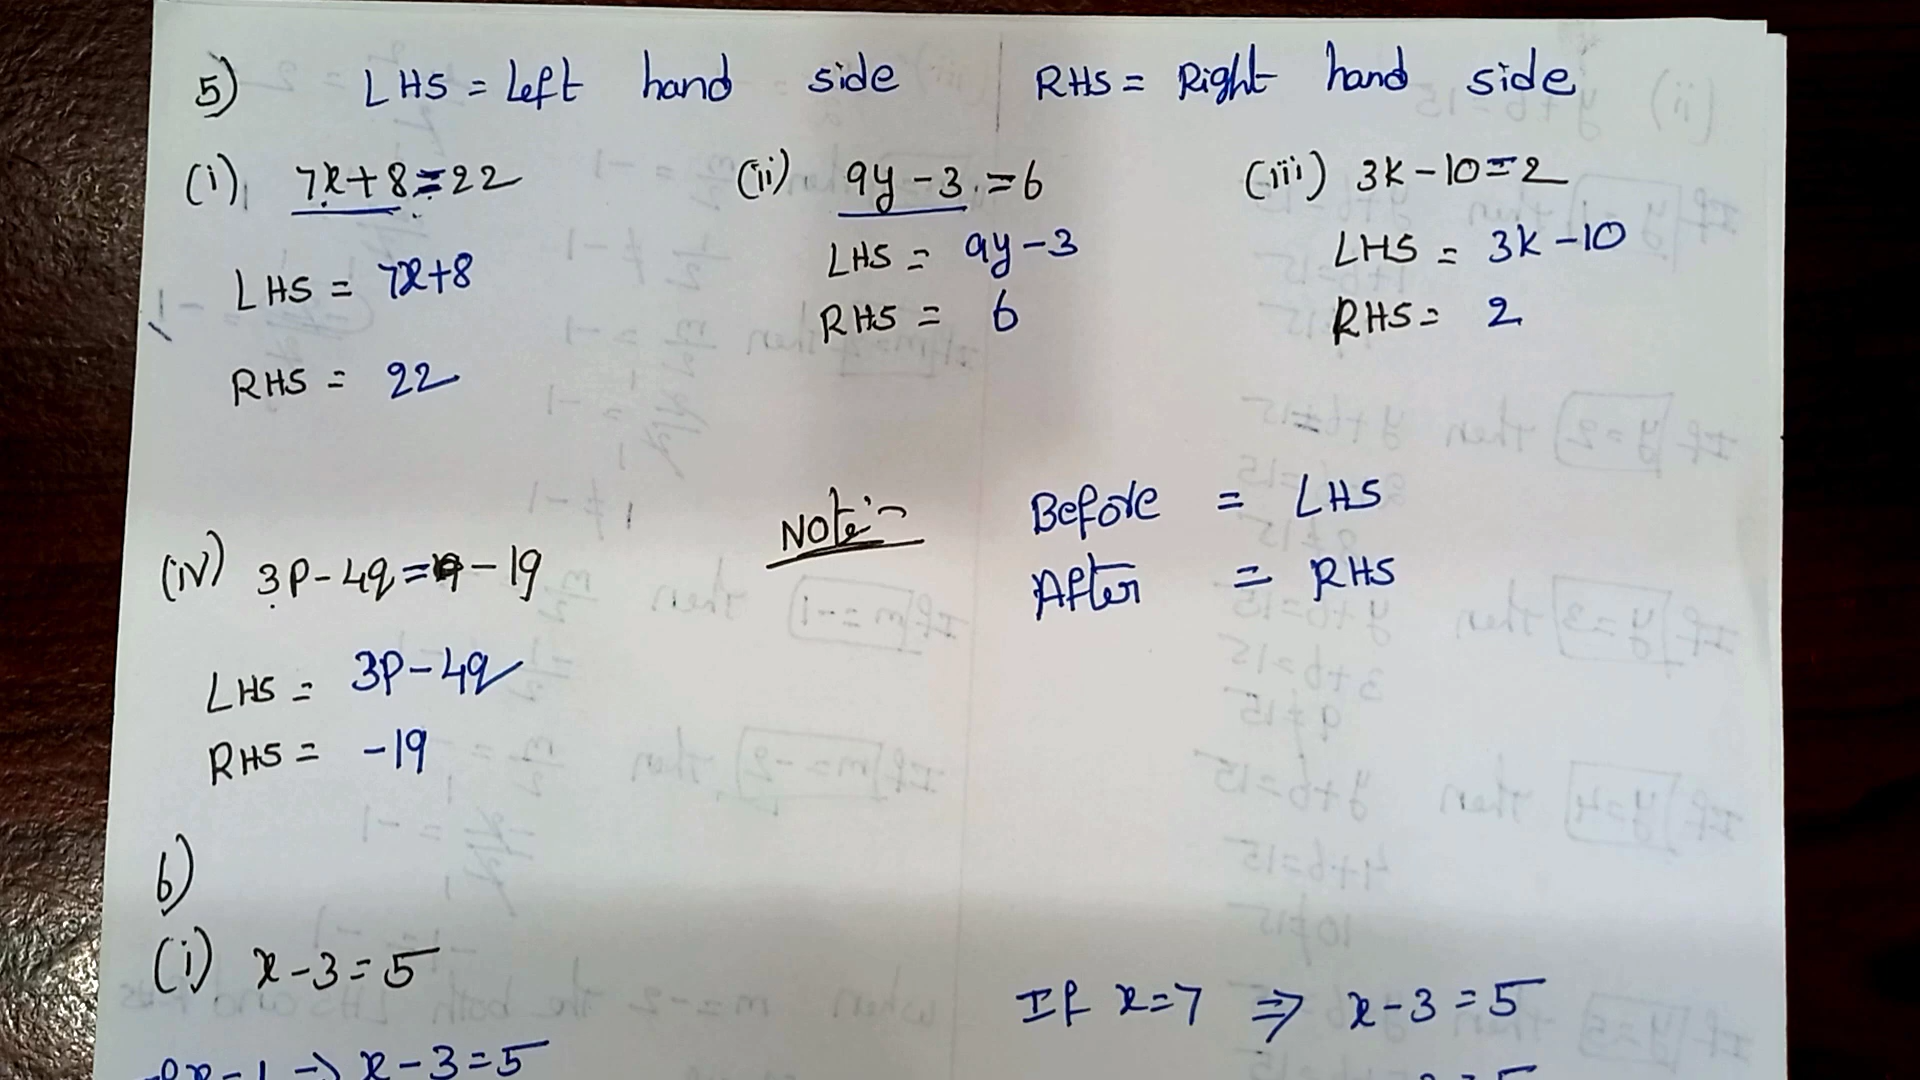 5) LHS = Left hand side RHS = Right hand side
(i) 7x+8=22
LHS = 7x+8
RHS = 22
(ii) 9y-3=6
LHS = 9y-3
RHS = 6
(iii) 3k-10=2
LHS = 3k-10
RHS = 2
(iv) 3p-4q=-19
LHS = 3p-4q
RHS = -19
Note:-
Before = LHS
After = RHS
6)
(i) x-3=5
x-3=5
If x=7 ⇒ x-3=5